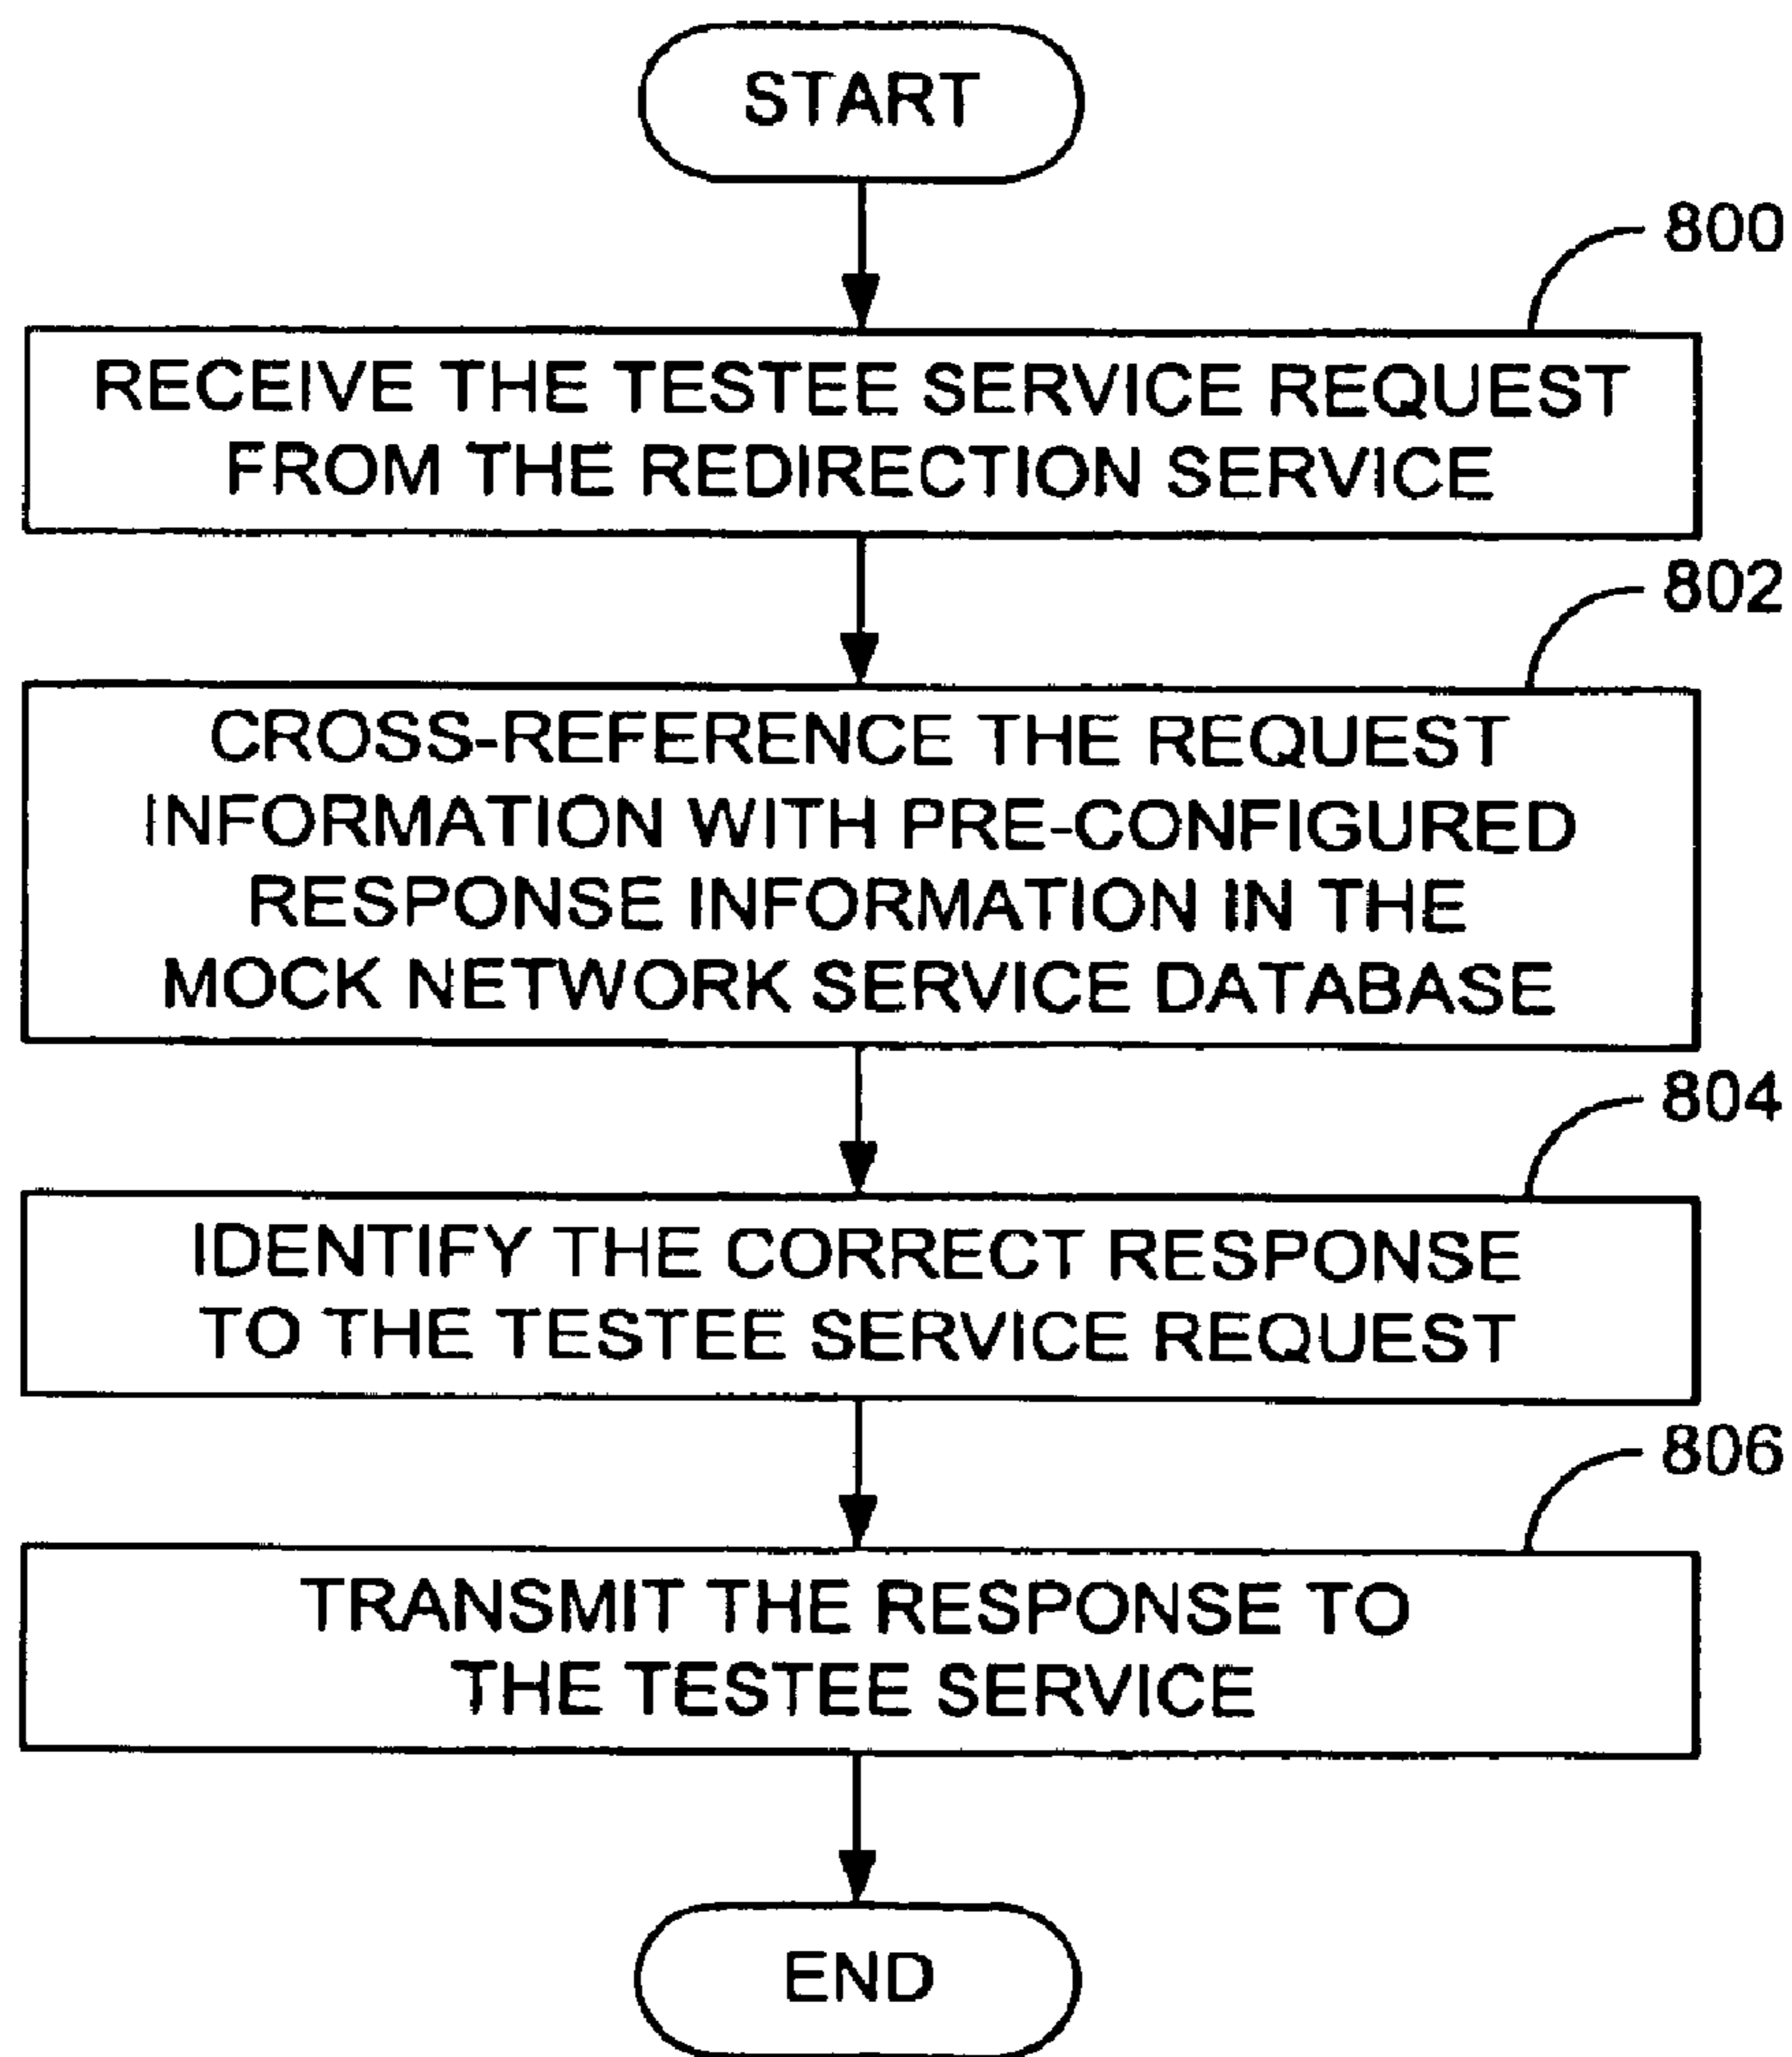 START
800
RECEIVE THE TESTEE SERVICE REQUEST
FROM THE REDIRECTION SERVICE
802
CROSS-REFERENCE THE REQUEST
INFORMATION WITH PRE-CONFIGURED
RESPONSE INFORMATION IN THE
MOCK NETWORK SERVICE DATABASE
804
IDENTIFY THE CORRECT RESPONSE
TO THE TESTEE SERVICE REQUEST
806
TRANSMIT THE RESPONSE TO
THE TESTEE SERVICE
END